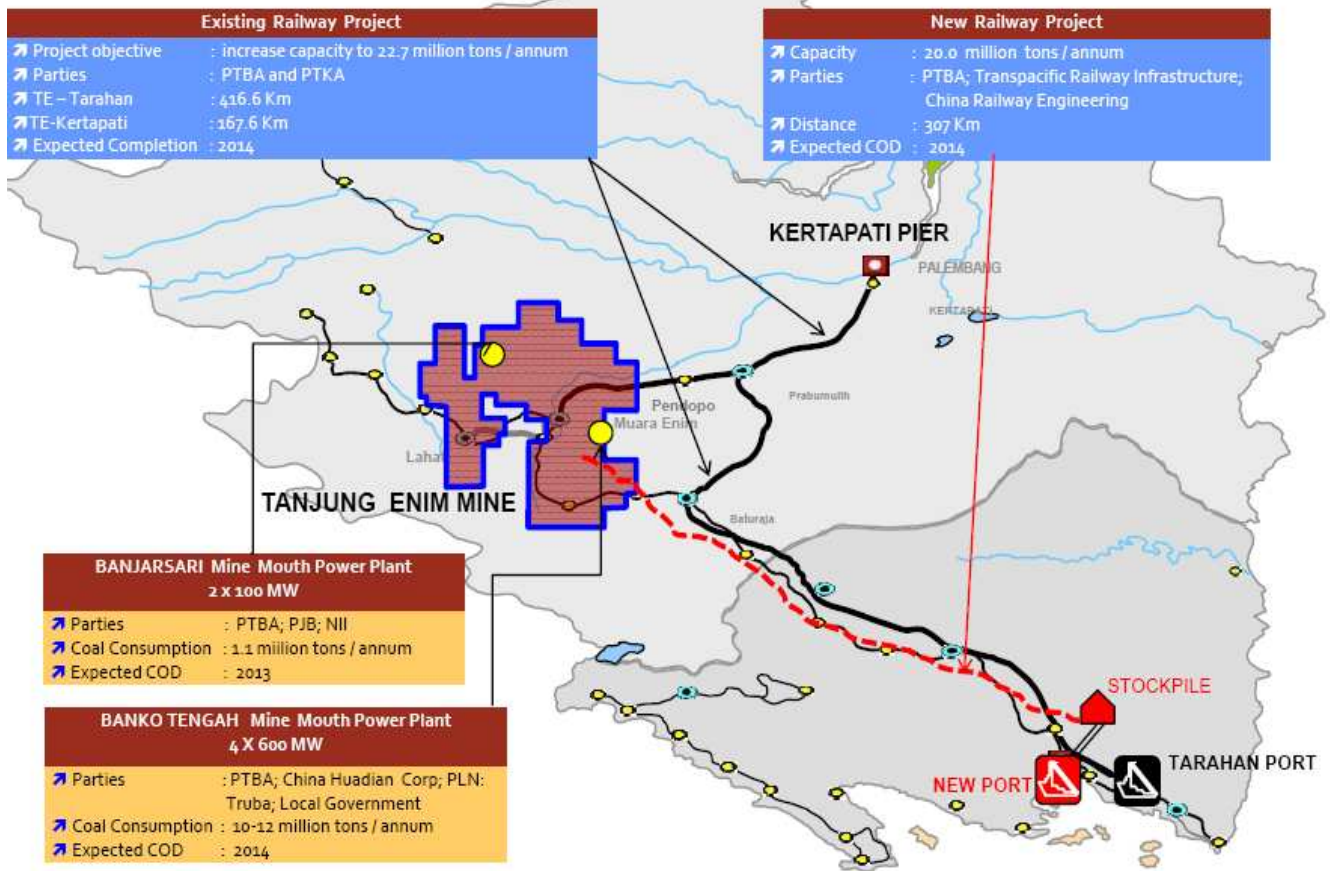 Existing Railway Project
Project objective : increase capacity to 22.7 million tons / annum
Parties : PTBA and PTKA
TE – Tarahan : 416.6 Km
TE-Kertapati : 167.6 Km
Expected Completion : 2014
New Railway Project
Capacity : 20.0 million tons / annum
Parties : PTBA; Transpacific Railway Infrastructure;
China Railway Engineering
Distance : 307 Km
Expected COD : 2014
KERTAPATI PIER
PALEMBANG
KERTAPATI
Prabumulih
Pendopo
Muara Enim
Lahat
TANJUNG ENIM MINE
Baturaja
BANJARSARI Mine Mouth Power Plant
2 x 100 MW
Parties : PTBA; PJB; NII
Coal Consumption : 1.1 miilion tons / annum
Expected COD : 2013
BANKO TENGAH Mine Mouth Power Plant
4 X 600 MW
Parties : PTBA; China Huadian Corp; PLN:
Truba; Local Government
Coal Consumption : 10-12 million tons / annum
Expected COD : 2014
STOCKPILE
NEW PORT
TARAHAN PORT